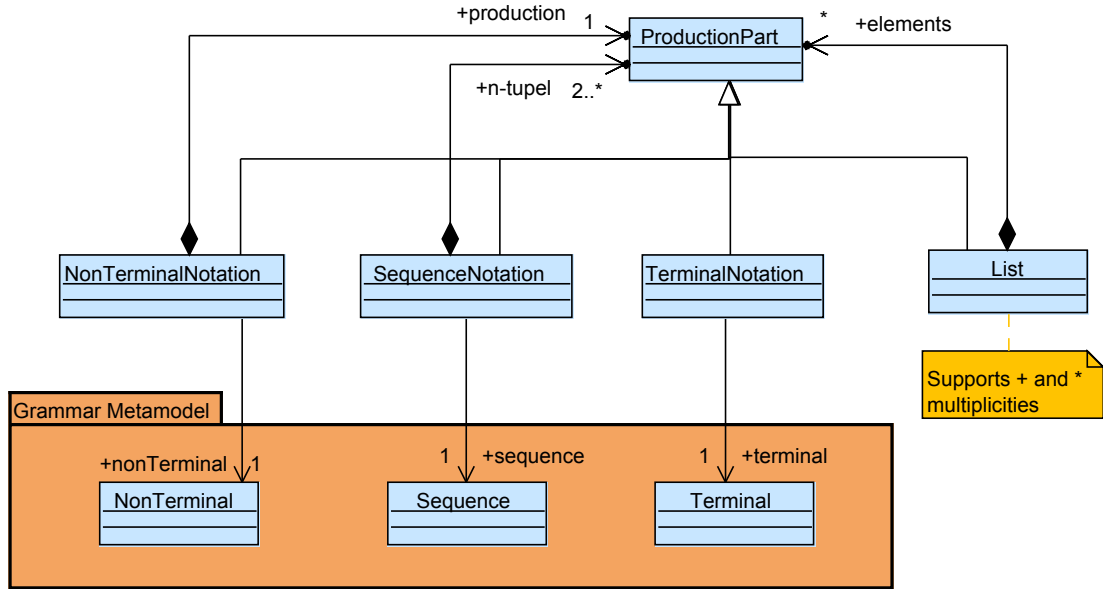 +production
1
ProductionPart
*
+elements
+n-tupel
2..*
NonTerminalNotation
SequenceNotation
TerminalNotation
List
Supports + and *
multiplicities
Grammar Metamodel
+nonTerminal
1
1
+sequence
1
+terminal
NonTerminal
Sequence
Terminal